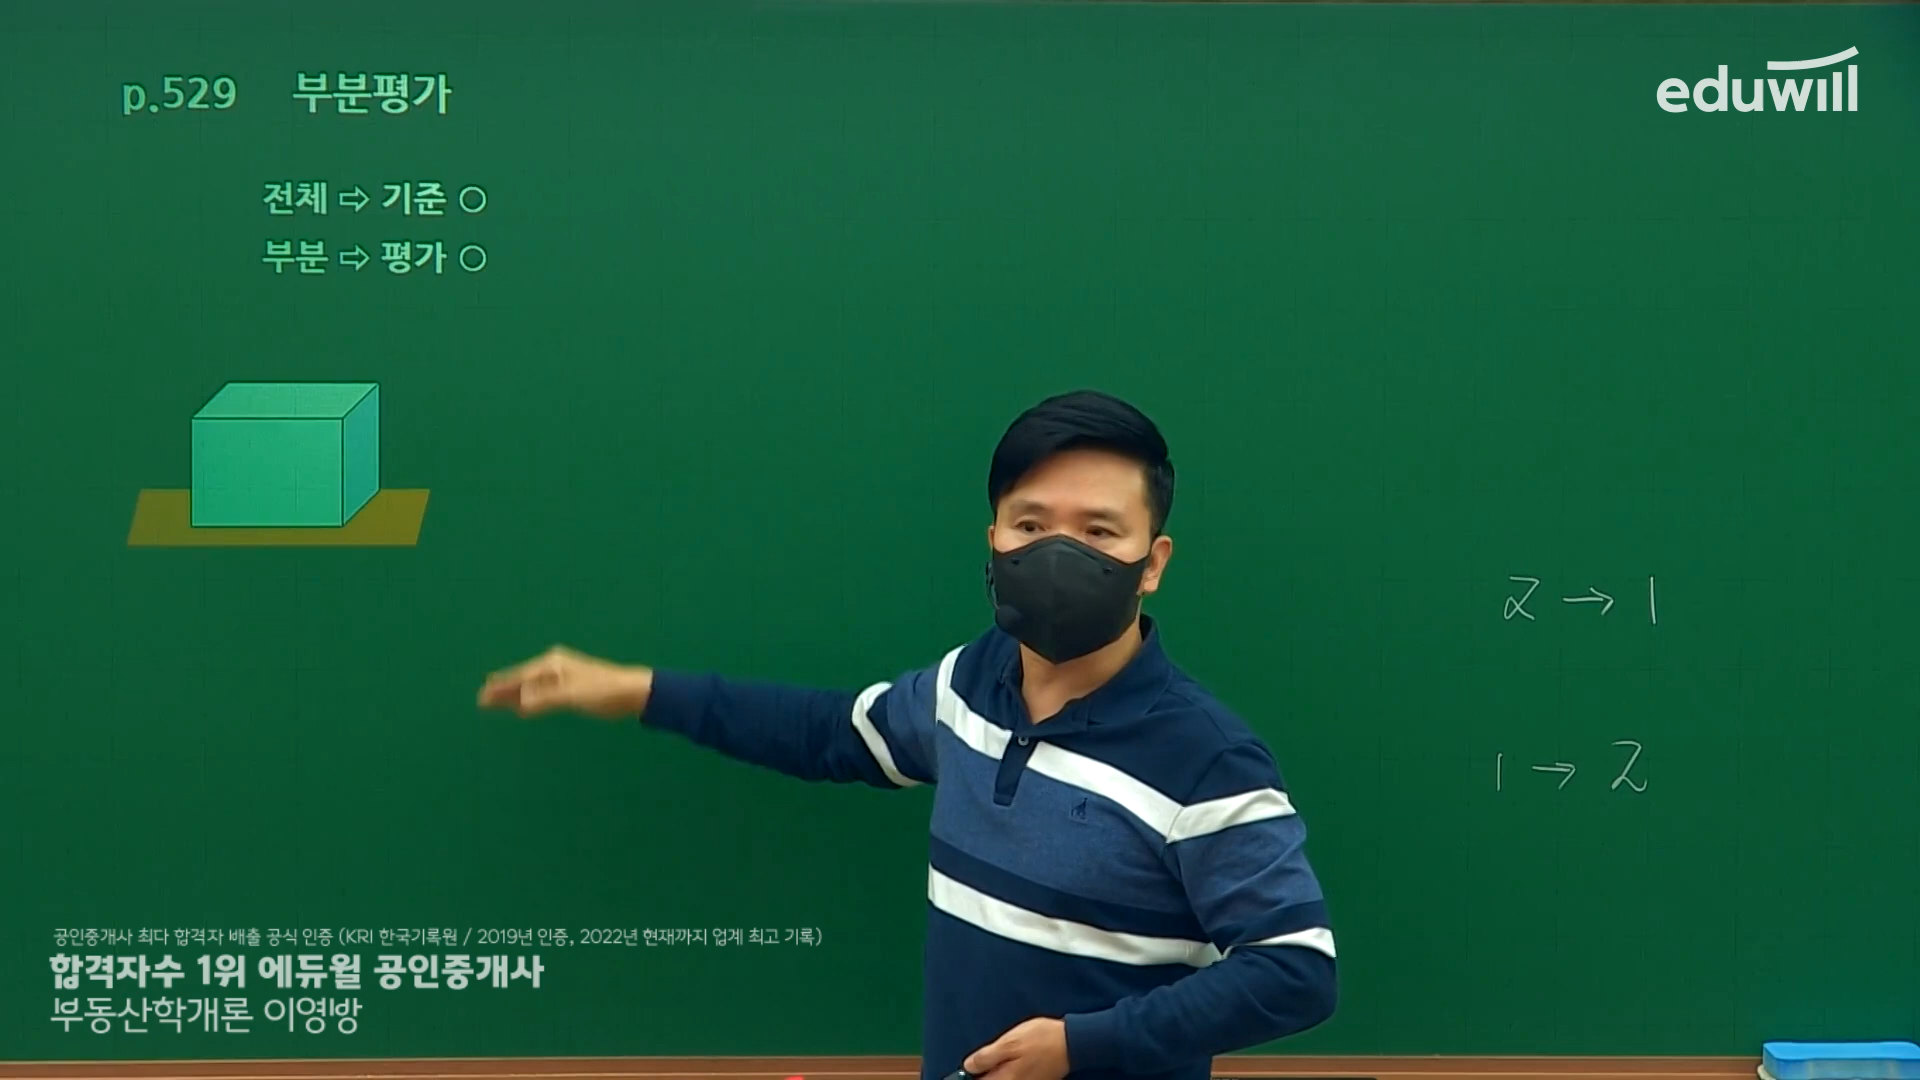 p.529 부분평가
eduwill
전체 ⇨ 기준 ○
부분 ⇨ 평가 ○
2 → 1
1 → 2
공인중개사 최다 합격자 배출 공식 인증 (KRI 한국기록원 / 2019년 인증, 2022년 현재까지 업계 최고 기록)
합격자수 1위 에듀윌 공인중개사
부동산학개론 이영방